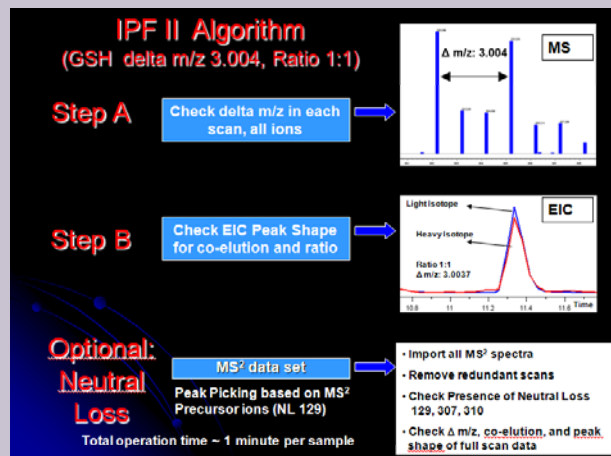 IPF II Algorithm
(GSH delta m/z 3.004, Ratio 1:1)
Step A
Check delta m/z in each
scan, all ions
Δ m/z: 3.004
MS
Step B
Check EIC Peak Shape
for co-elution and ratio
Light Isotope
EIC
Heavy Isotope
Ratio 1:1
Δ m/z: 3.0037
10.8 11 11.2 11.4 11.6 Time
Optional:
Neutral
Loss
MS² data set
Peak Picking based on MS²
Precursor ions (NL 129)
Total operation time ~ 1 minute per sample
• Import all MS² spectra
• Remove redundant scans
• Check Presence of Neutral Loss
129, 307, 310
• Check Δ m/z, co-elution, and peak
shape of full scan data